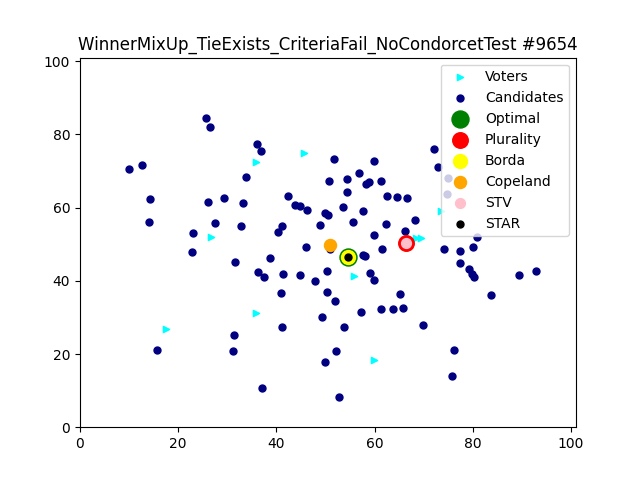 WinnerMixUp_TieExists_CriteriaFail_NoCondorcetTest #9654
Voters
Candidates
Optimal
Plurality
Borda
Copeland
STV
STAR
100
80
60
40
20
0
0 20 40 60 80 100